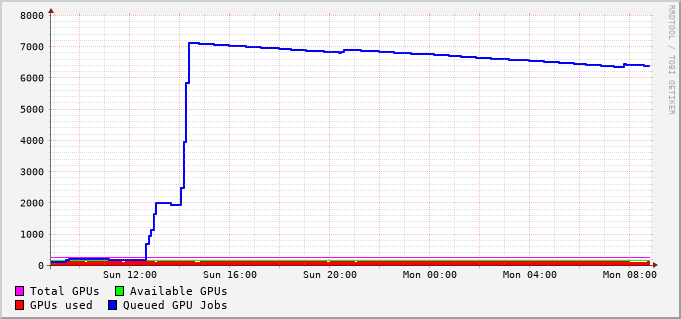 8000
7000
6000
5000
4000
3000
2000
1000
0
Sun 12:00 Sun 16:00 Sun 20:00 Mon 00:00 Mon 04:00 Mon 08:00
Total GPUs Available GPUs
GPUs used Queued GPU Jobs
RRDTOOL / TOBI OETIKER